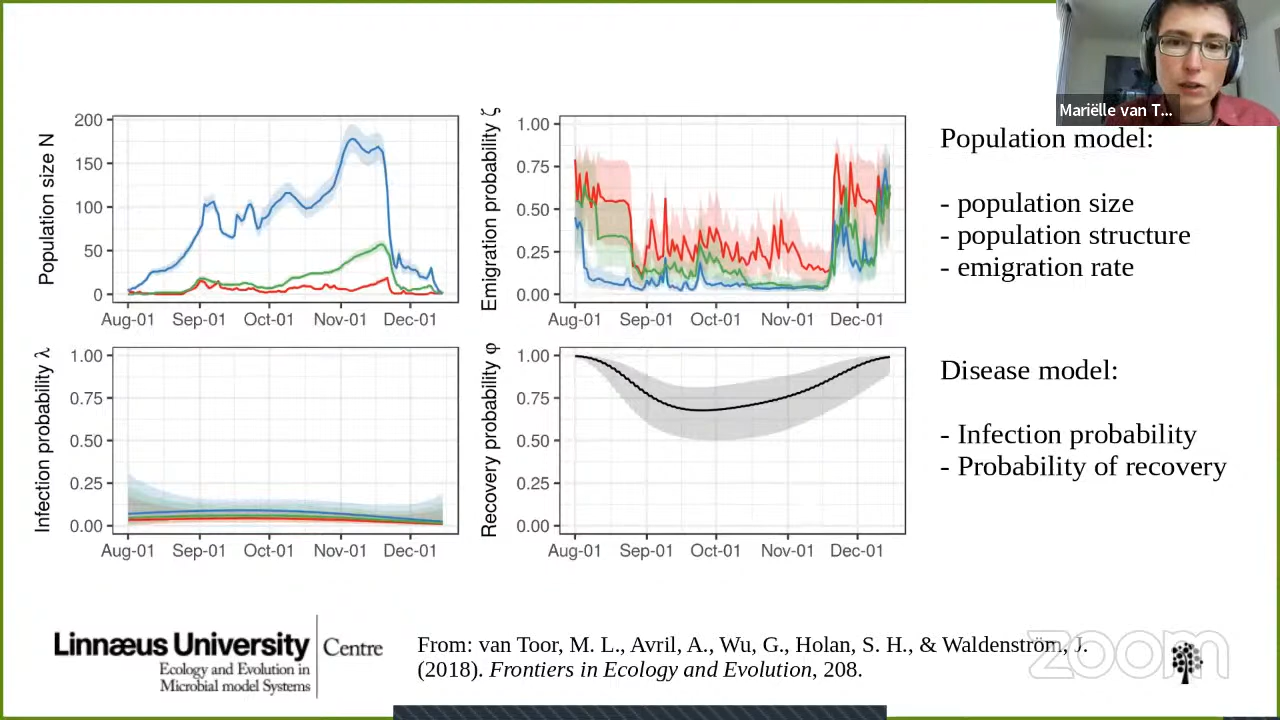 Mariëlle van T...
Population size N
200
150
100
50
0
Aug-01 Sep-01 Oct-01 Nov-01 Dec-01
Emigration probability ζ
1.00
0.75
0.50
0.25
0.00
Aug-01 Sep-01 Oct-01 Nov-01 Dec-01
Population model:
- population size
- population structure
- emigration rate
Infection probability λ
1.00
0.75
0.50
0.25
0.00
Aug-01 Sep-01 Oct-01 Nov-01 Dec-01
Recovery probability φ
1.00
0.75
0.50
0.25
0.00
Aug-01 Sep-01 Oct-01 Nov-01 Dec-01
Disease model:
- Infection probability
- Probability of recovery
Linnæus University Centre
Ecology and Evolution in
Microbial model Systems
From: van Toor, M. L., Avril, A., Wu, G., Holan, S. H., & Waldenström, J.
(2018). Frontiers in Ecology and Evolution, 208.
zoom